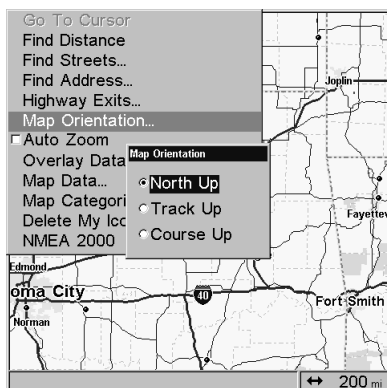 Go To Cursor
Find Distance
Find Streets...
Find Address...
Highway Exits...
Map Orientation...
Auto Zoom
Overlay Data
Map Data...
Map Categori
Delete My Ico
NMEA 2000
Map Orientation
North Up
Track Up
Course Up
Joplin
Fayettev
Edmond
oma City
40
Fort Smith
Norman
↔ 200 mi